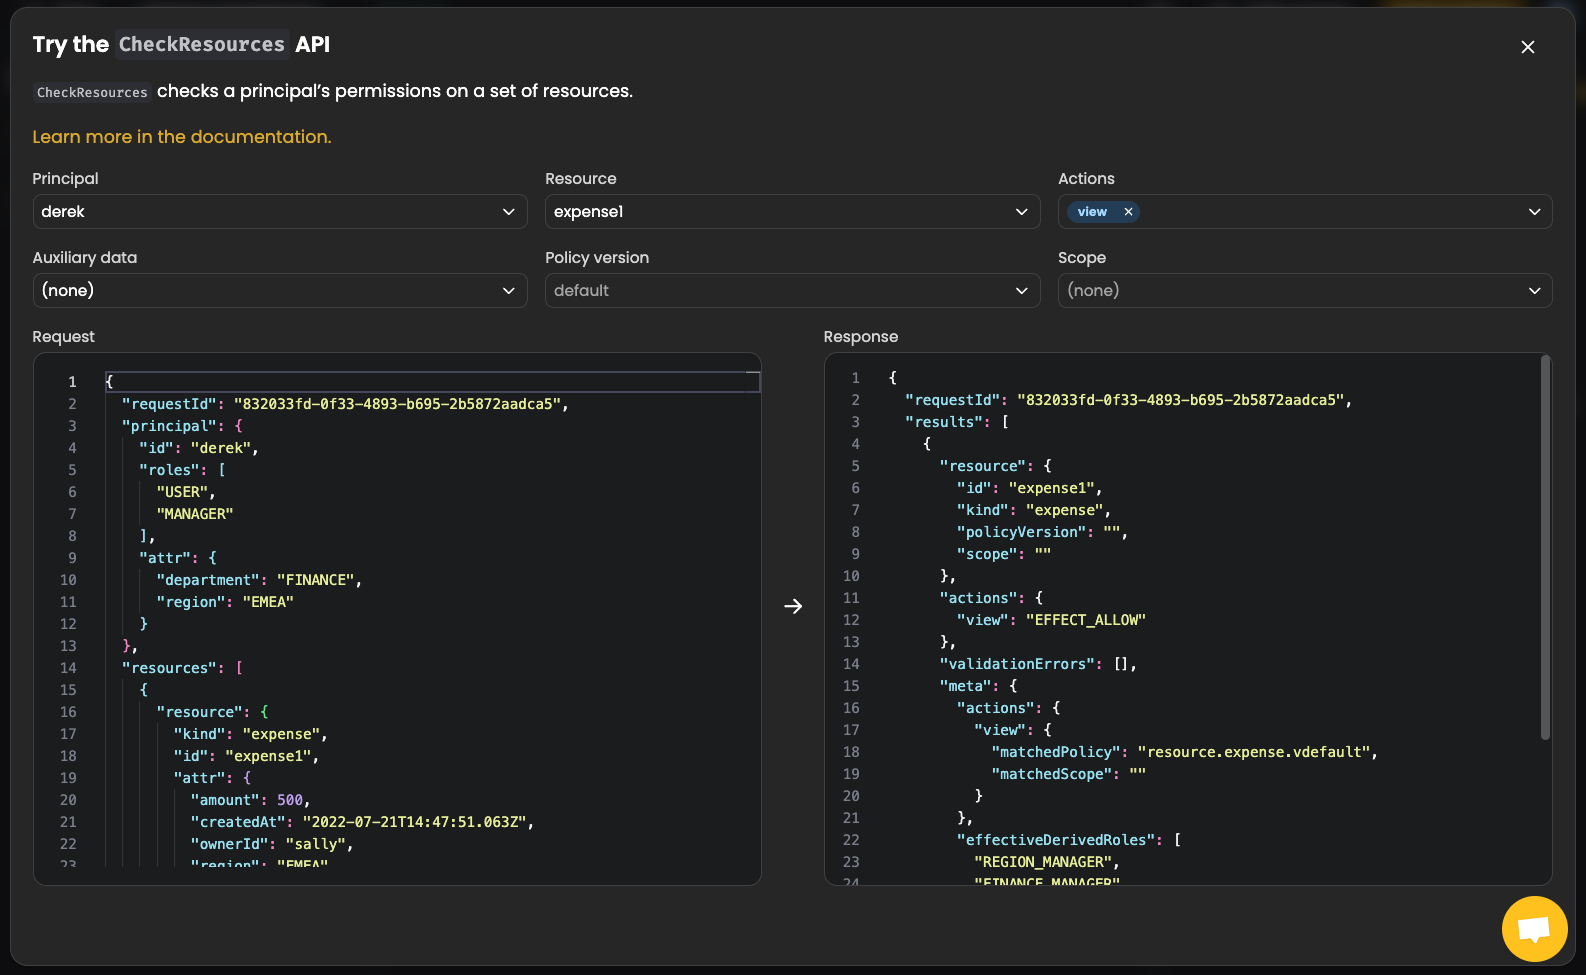 Try the CheckResources API
CheckResources checks a principal’s permissions on a set of resources.
Learn more in the documentation.
Principal
derek
Resource
expense1
Actions
view
Auxiliary data
(none)
Policy version
default
Scope
(none)
Request
1 {
2 "requestId": "832033fd-0f33-4893-b695-2b5872aadca5",
3 "principal": {
4 "id": "derek",
5 "roles": [
6 "USER",
7 "MANAGER"
8 ],
9 "attr": {
10 "department": "FINANCE",
11 "region": "EMEA"
12 }
13 },
14 "resources": [
15 {
16 "resource": {
17 "kind": "expense",
18 "id": "expense1",
19 "attr": {
20 "amount": 500,
21 "createdAt": "2022-07-21T14:47:51.063Z",
22 "ownerId": "sally",
23 "region": "EMEA"
Response
1 {
2 "requestId": "832033fd-0f33-4893-b695-2b5872aadca5",
3 "results": [
4 {
5 "resource": {
6 "id": "expense1",
7 "kind": "expense",
8 "policyVersion": "",
9 "scope": ""
10 },
11 "actions": {
12 "view": "EFFECT_ALLOW"
13 },
14 "validationErrors": [],
15 "meta": {
16 "actions": {
17 "view": {
18 "matchedPolicy": "resource.expense.vdefault",
19 "matchedScope": ""
20 }
21 },
22 "effectiveDerivedRoles": [
23 "REGION_MANAGER",
24 "FINANCE_MANAGER"